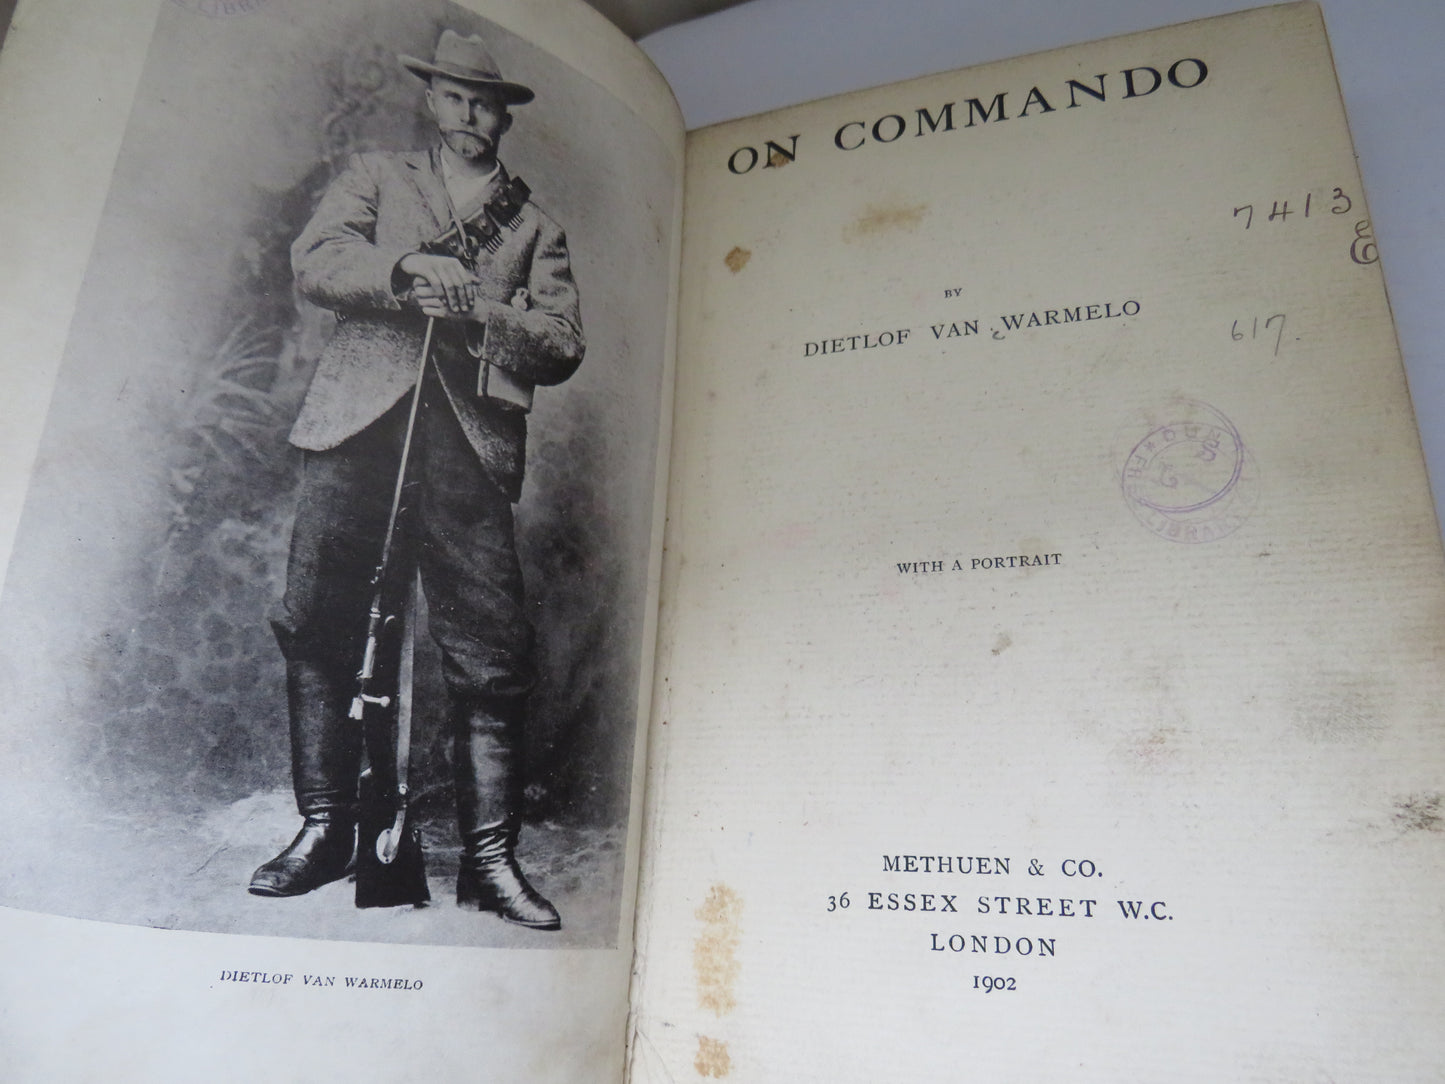 DIETLOF VAN WARMELO
ON COMMANDO
7413
E
BY
DIETLOF VAN WARMELO
617.
LIBRARY
WITH A PORTRAIT
METHUEN & CO.
36 ESSEX STREET W.C.
LONDON
1902